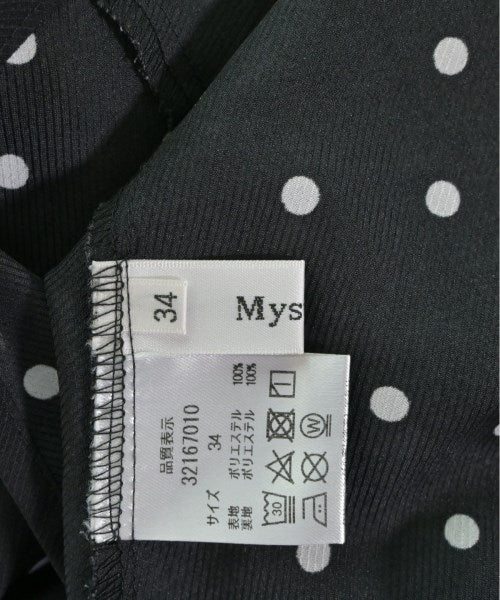 34
Mys
品質表示
32167010
サイズ 34
表地 ポリエステル 100%
裏地 ポリエステル 100%
30
W